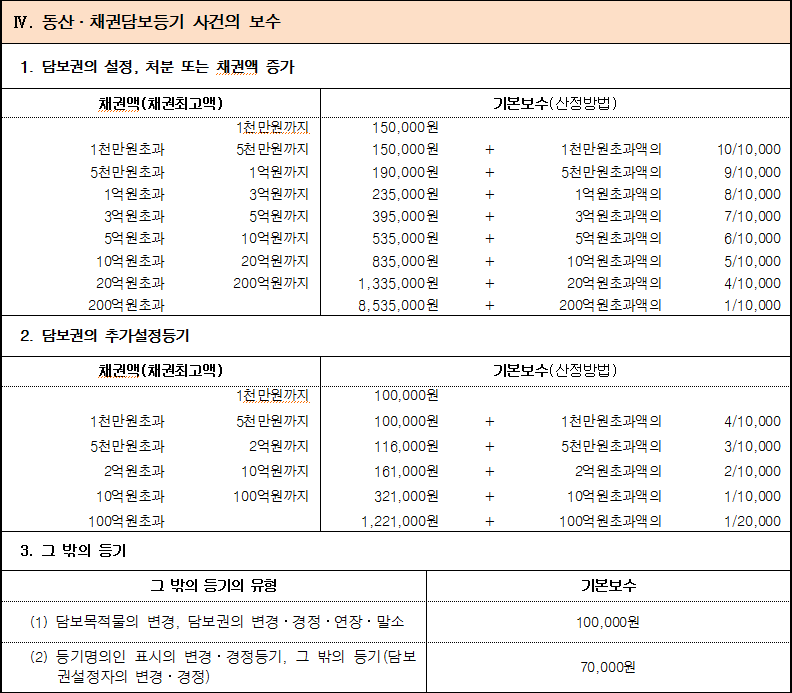 Ⅳ. 동산·채권담보등기 사건의 보수
1. 담보권의 설정, 처분 또는 채권액 증가
채권액(채권최고액) 기본보수(산정방법)
1천만원까지 150,000원
1천만원초과 5천만원까지 150,000원 + 1천만원초과액의 10/10,000
5천만원초과 1억원까지 190,000원 + 5천만원초과액의 9/10,000
1억원초과 3억원까지 235,000원 + 1억원초과액의 8/10,000
3억원초과 5억원까지 395,000원 + 3억원초과액의 7/10,000
5억원초과 10억원까지 535,000원 + 5억원초과액의 6/10,000
10억원초과 20억원까지 835,000원 + 10억원초과액의 5/10,000
20억원초과 200억원까지 1,335,000원 + 20억원초과액의 4/10,000
200억원초과 8,535,000원 + 200억원초과액의 1/10,000
2. 담보권의 추가설정등기
채권액(채권최고액) 기본보수(산정방법)
1천만원까지 100,000원
1천만원초과 5천만원까지 100,000원 + 1천만원초과액의 4/10,000
5천만원초과 2억원까지 116,000원 + 5천만원초과액의 3/10,000
2억원초과 10억원까지 161,000원 + 2억원초과액의 2/10,000
10억원초과 100억원까지 321,000원 + 10억원초과액의 1/10,000
100억원초과 1,221,000원 + 100억원초과액의 1/20,000
3. 그 밖의 등기
그 밖의 등기의 유형 기본보수
(1) 담보목적물의 변경, 담보권의 변경·경정·연장·말소 100,000원
(2) 등기명의인 표시의 변경·경정등기, 그 밖의 등기(담보
권설정자의 변경·경정) 70,000원